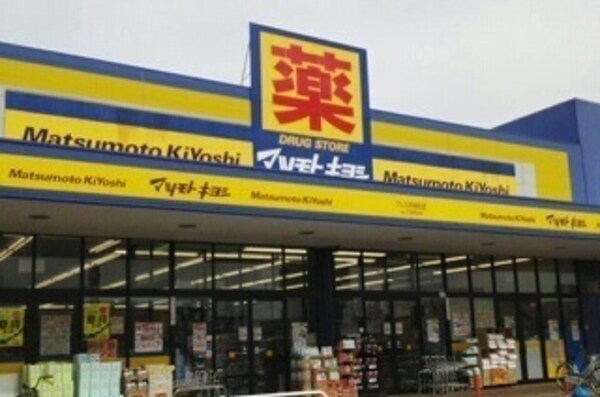 薬
DRUG STORE
マツモトキヨシ
Matsumoto KiYoshi
Matsumoto KiYoshi
Matsumoto KiYoshi
マツモトキヨシ
Matsumoto KiYoshi
Matsumoto KiYoshi
マツモトキヨシ